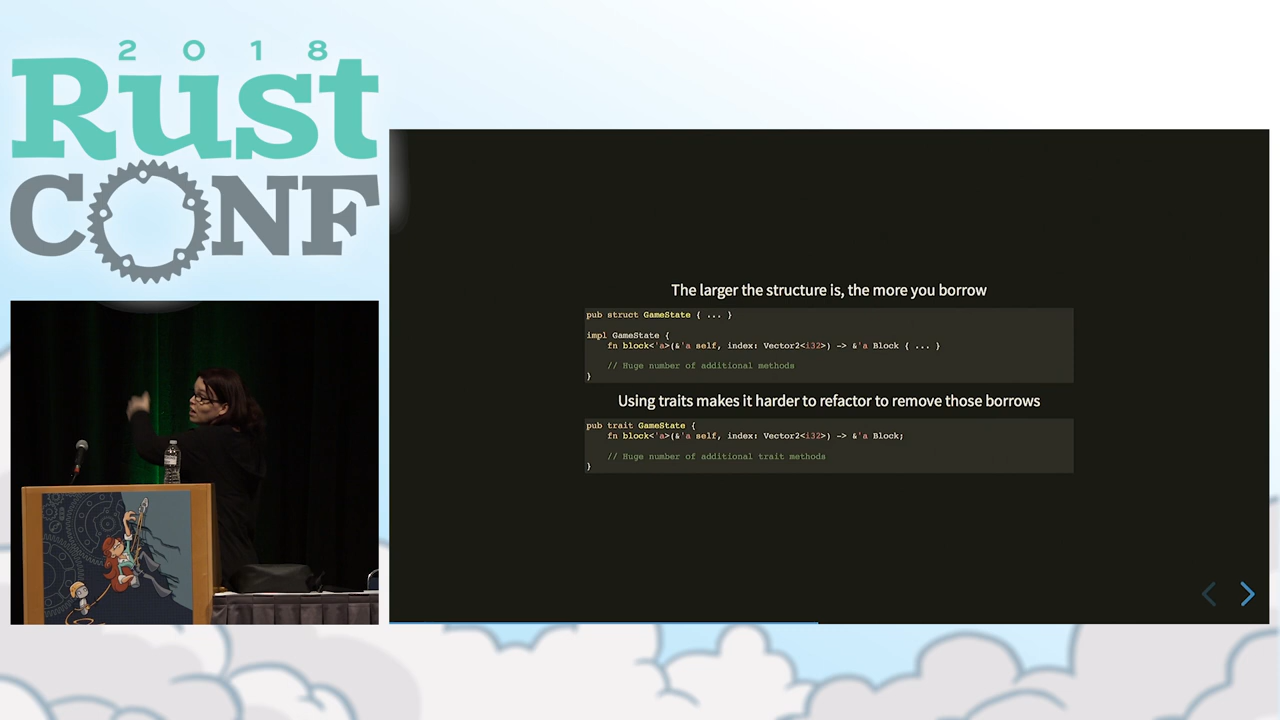 2018
Rust
CONF
The larger the structure is, the more you borrow
pub struct GameState { ... }
impl GameState {
fn block<'a>(&'a self, index: Vector2<i32>) -> &'a Block { ... }
// Huge number of additional methods
}
Using traits makes it harder to refactor to remove those borrows
pub trait GameState {
fn block<'a>(&'a self, index: Vector2<i32>) -> &'a Block;
// Huge number of additional trait methods
}